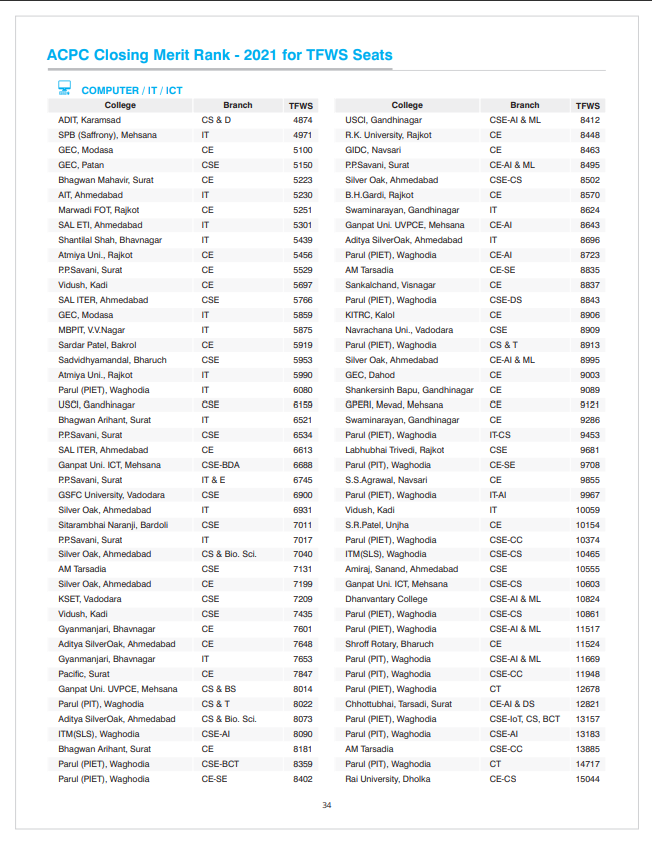 ACPC Closing Merit Rank - 2021 for TFWS Seats
COMPUTER / IT / ICT
College Branch TFWS
ADIT, Karamsad CS & D 4874
SPB (Saffrony), Mehsana IT 4971
GEC, Modasa CE 5100
GEC, Patan CSE 5150
Bhagwan Mahavir, Surat CE 5223
AIT, Ahmedabad IT 5230
Marwadi FOT, Rajkot CE 5251
SAL ETI, Ahmedabad IT 5301
Shantilal Shah, Bhavnagar IT 5439
Atmiya Uni., Rajkot CE 5456
P.P.Savani, Surat CE 5529
Vidush, Kadi CE 5697
SAL ITER, Ahmedabad CSE 5766
GEC, Modasa IT 5859
MBPIT, V.V.Nagar IT 5875
Sardar Patel, Bakrol CE 5919
Sadvidhyamandal, Bharuch CSE 5953
Atmiya Uni., Rajkot IT 5990
Parul (PIET), Waghodia IT 6080
USCI, Gandhinagar CSE 6159
Bhagwan Arihant, Surat IT 6521
P.P.Savani, Surat CSE 6534
SAL ITER, Ahmedabad CE 6613
Ganpat Uni. ICT, Mehsana CSE-BDA 6688
P.P.Savani, Surat IT & E 6745
GSFC University, Vadodara CSE 6900
Silver Oak, Ahmedabad IT 6931
Sitarambhai Naranji, Bardoli CSE 7011
P.P.Savani, Surat IT 7017
Silver Oak, Ahmedabad CS & Bio. Sci. 7040
AM Tarsadia CSE 7131
Silver Oak, Ahmedabad CE 7199
KSET, Vadodara CSE 7209
Vidush, Kadi CSE 7435
Gyanmanjari, Bhavnagar CE 7601
Aditya SilverOak, Ahmedabad CE 7648
Gyanmanjari, Bhavnagar IT 7653
Pacific, Surat CE 7847
Ganpat Uni. UVPCE, Mehsana CS & BS 8014
Parul (PIT), Waghodia CS & T 8022
Aditya SilverOak, Ahmedabad CS & Bio. Sci. 8073
ITM(SLS), Waghodia CSE-AI 8090
Bhagwan Arihant, Surat CE 8181
Parul (PIET), Waghodia CSE-BCT 8359
Parul (PIET), Waghodia CE-SE 8402
College Branch TFWS
USCI, Gandhinagar CSE-AI & ML 8412
R.K. University, Rajkot CE 8448
GIDC, Navsari CE 8463
P.P.Savani, Surat CE-AI & ML 8495
Silver Oak, Ahmedabad CSE-CS 8502
B.H.Gardi, Rajkot CE 8570
Swaminarayan, Gandhinagar IT 8624
Ganpat Uni. UVPCE, Mehsana CE-AI 8643
Aditya SilverOak, Ahmedabad IT 8696
Parul (PIET), Waghodia CE-AI 8723
AM Tarsadia CE-SE 8835
Sankalchand, Visnagar CE 8837
Parul (PIET), Waghodia CSE-DS 8843
KITRC, Kalol CE 8906
Navrachana Uni., Vadodara CSE 8909
Parul (PIET), Waghodia CS & T 8913
Silver Oak, Ahmedabad CE-AI & ML 8995
GEC, Dahod CE 9003
Shankersinh Bapu, Gandhinagar CE 9089
GPERI, Mevad, Mehsana CE 9121
Swaminarayan, Gandhinagar CE 9286
Parul (PIET), Waghodia IT-CS 9453
Labhubhai Trivedi, Rajkot CSE 9681
Parul (PIT), Waghodia CE-SE 9708
S.S.Agrawal, Navsari CE 9855
Parul (PIET), Waghodia IT-AI 9967
Vidush, Kadi IT 10059
S.R.Patel, Unjha CE 10154
Parul (PIET), Waghodia CSE-CC 10374
ITM(SLS), Waghodia CSE-CS 10465
Amiraj, Sanand, Ahmedabad CSE 10555
Ganpat Uni. ICT, Mehsana CSE-CS 10603
Dhanvantary College CSE-AI & ML 10824
Parul (PIET), Waghodia CSE-CS 10861
Parul (PIET), Waghodia CSE-AI & ML 11517
Shroff Rotary, Bharuch CE 11524
Parul (PIT), Waghodia CSE-AI & ML 11669
Parul (PIT), Waghodia CSE-CC 11948
Parul (PIET), Waghodia CT 12678
Chhottubhai, Tarsadi, Surat CE-AI & DS 12821
Parul (PIET), Waghodia CSE-IoT, CS, BCT 13157
Parul (PIT), Waghodia CSE-AI 13183
AM Tarsadia CSE-CC 13885
Parul (PIT), Waghodia CT 14717
Rai University, Dholka CE-CS 15044
34